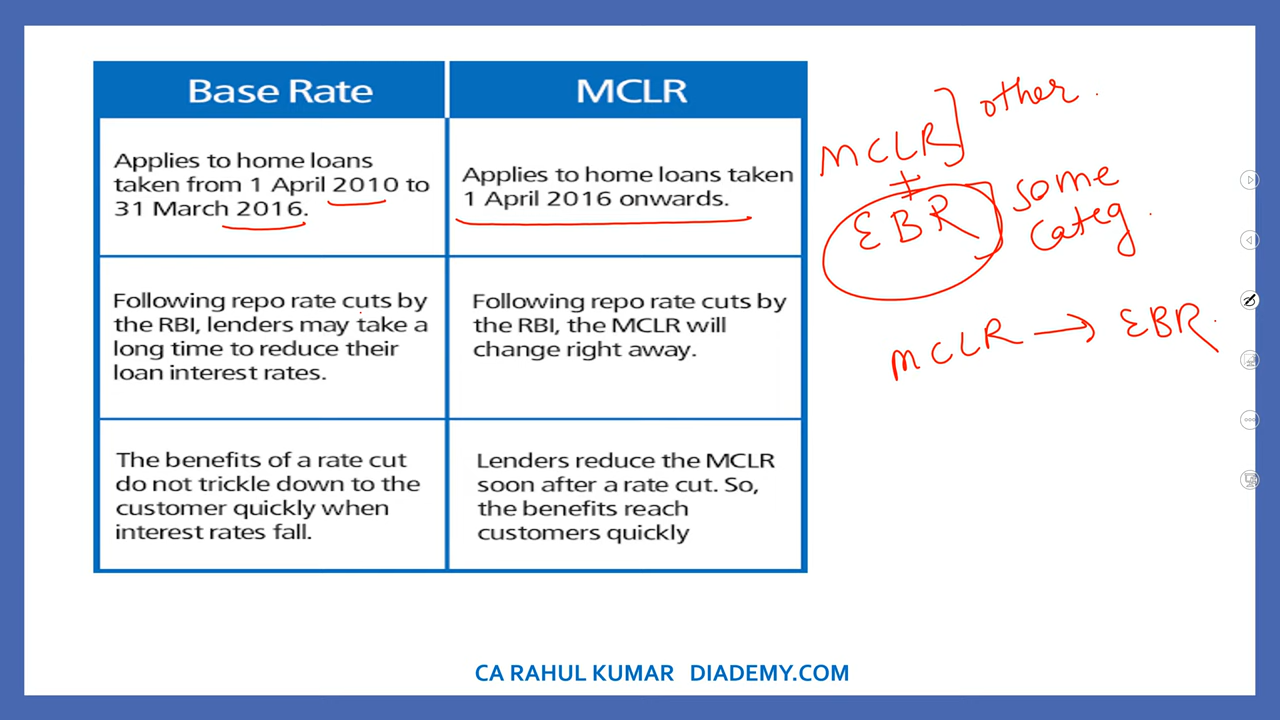 Base Rate
MCLR
Applies to home loans
taken from 1 April 2010 to
31 March 2016.
Applies to home loans taken
1 April 2016 onwards.
Following repo rate cuts by
the RBI, lenders may take a
long time to reduce their
loan interest rates.
Following repo rate cuts by
the RBI, the MCLR will
change right away.
The benefits of a rate cut
do not trickle down to the
customer quickly when
interest rates fall.
Lenders reduce the MCLR
soon after a rate cut. So,
the benefits reach
customers quickly
MCLR } other.
+
EBR } some
categ.
MCLR → EBR.
CA RAHUL KUMAR DIADEMY.COM